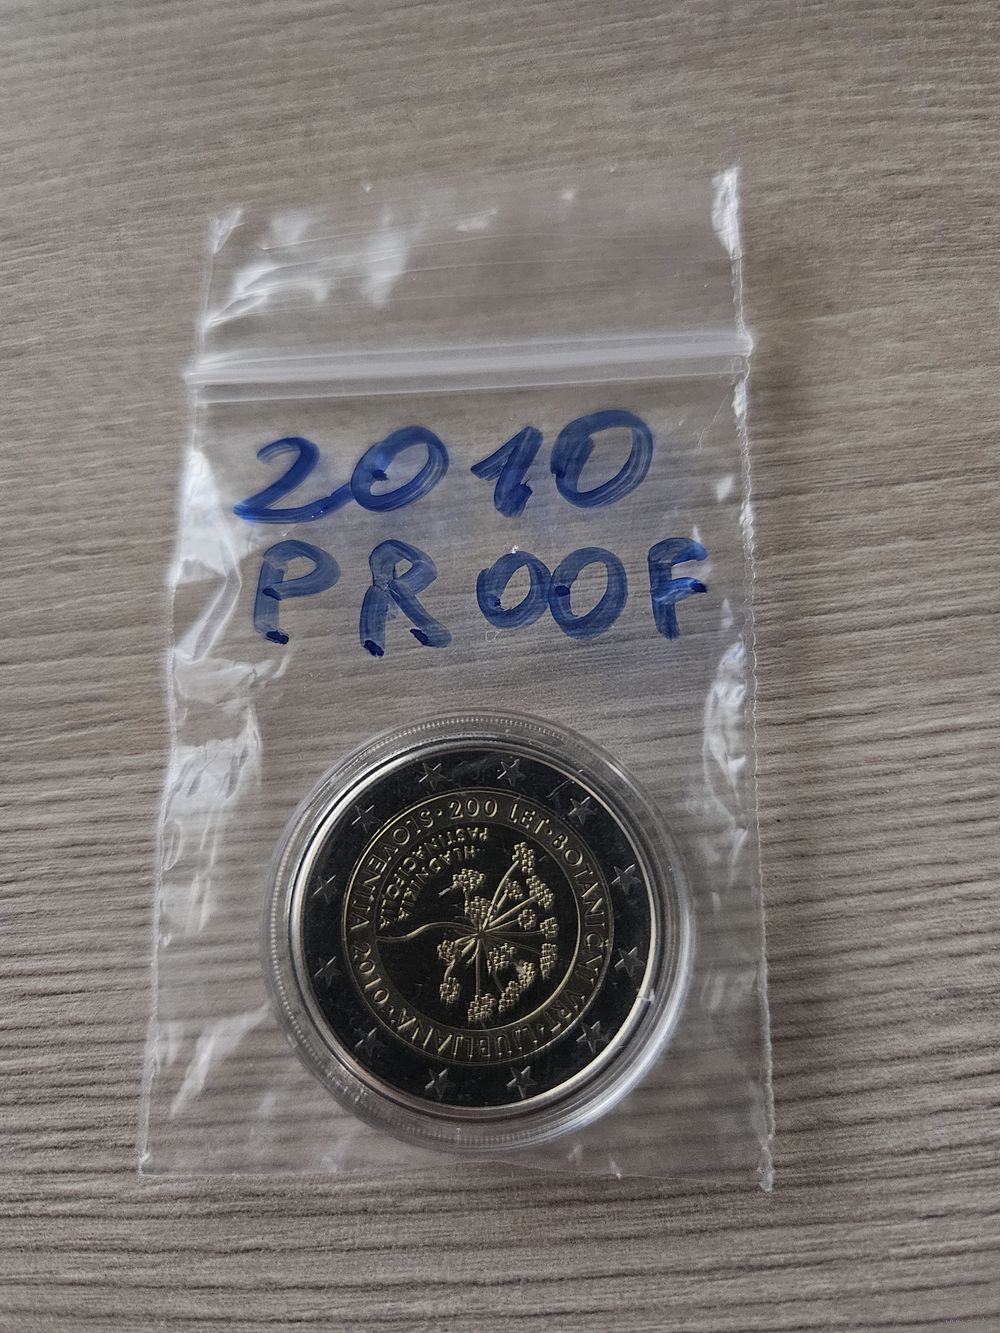 2010
PROOF
SLOVENIJA 2010 · LJUBLJANA · BOTANIČNI VRT · 200 LET ·
HLADNIKIA
PASTINACIFOLIA